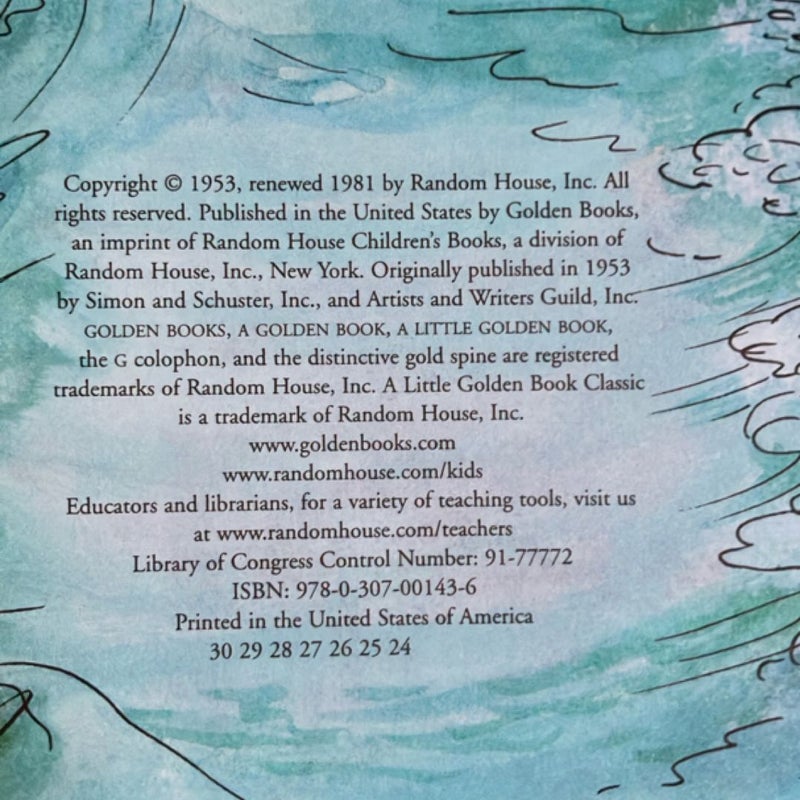 Copyright © 1953, renewed 1981 by Random House, Inc. All
rights reserved. Published in the United States by Golden Books,
an imprint of Random House Children's Books, a division of
Random House, Inc., New York. Originally published in 1953
by Simon and Schuster, Inc., and Artists and Writers Guild, Inc.
GOLDEN BOOKS, A GOLDEN BOOK, A LITTLE GOLDEN BOOK,
the G colophon, and the distinctive gold spine are registered
trademarks of Random House, Inc. A Little Golden Book Classic
is a trademark of Random House, Inc.
www.goldenbooks.com
www.randomhouse.com/kids
Educators and librarians, for a variety of teaching tools, visit us
at www.randomhouse.com/teachers
Library of Congress Control Number: 91-77772
ISBN: 978-0-307-00143-6
Printed in the United States of America
30 29 28 27 26 25 24